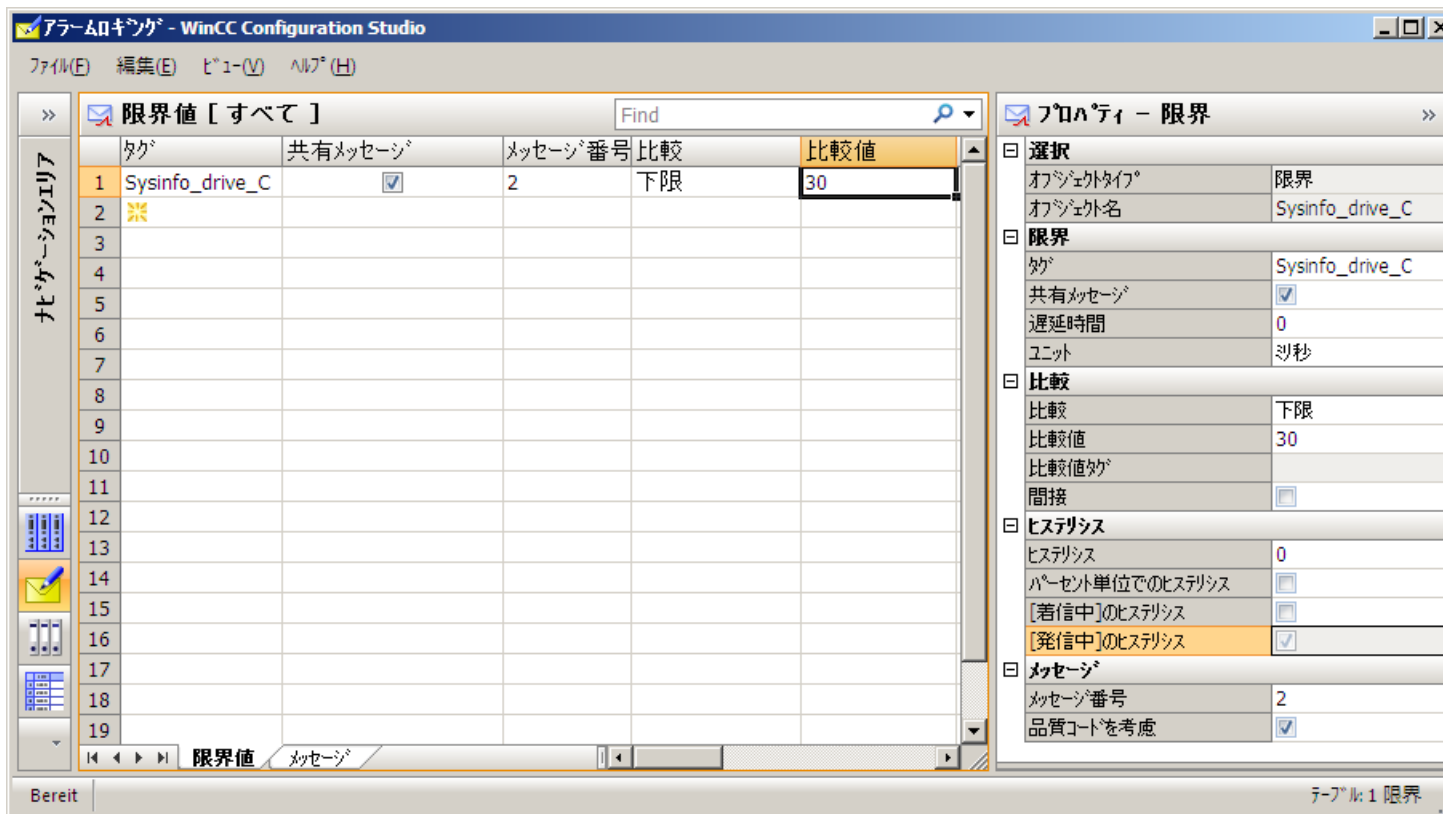 アラームロギング - WinCC Configuration Studio
ファイル(F) 編集(E) ビュー(V) ヘルプ(H)
限界値 [ すべて ]
Find
ナビゲーションエリア
タグ 共有メッセージ メッセージ番号 比較 比較値
1 Sysinfo_drive_C 2 下限 30
2
3
4
5
6
7
8
9
10
11
12
13
14
15
16
17
18
19
限界値 メッセージ
プロパティ - 限界
選択
オブジェクトタイプ 限界
オブジェクト名 Sysinfo_drive_C
限界
タグ Sysinfo_drive_C
共有メッセージ
遅延時間 0
ユニット ミリ秒
比較
比較 下限
比較値 30
比較値タグ
間接
ヒステリシス
ヒステリシス 0
パーセント単位でのヒステリシス
[着信中]のヒステリシス
[発信中]のヒステリシス
メッセージ
メッセージ番号 2
品質コードを考慮
Bereit テーブル: 1 限界